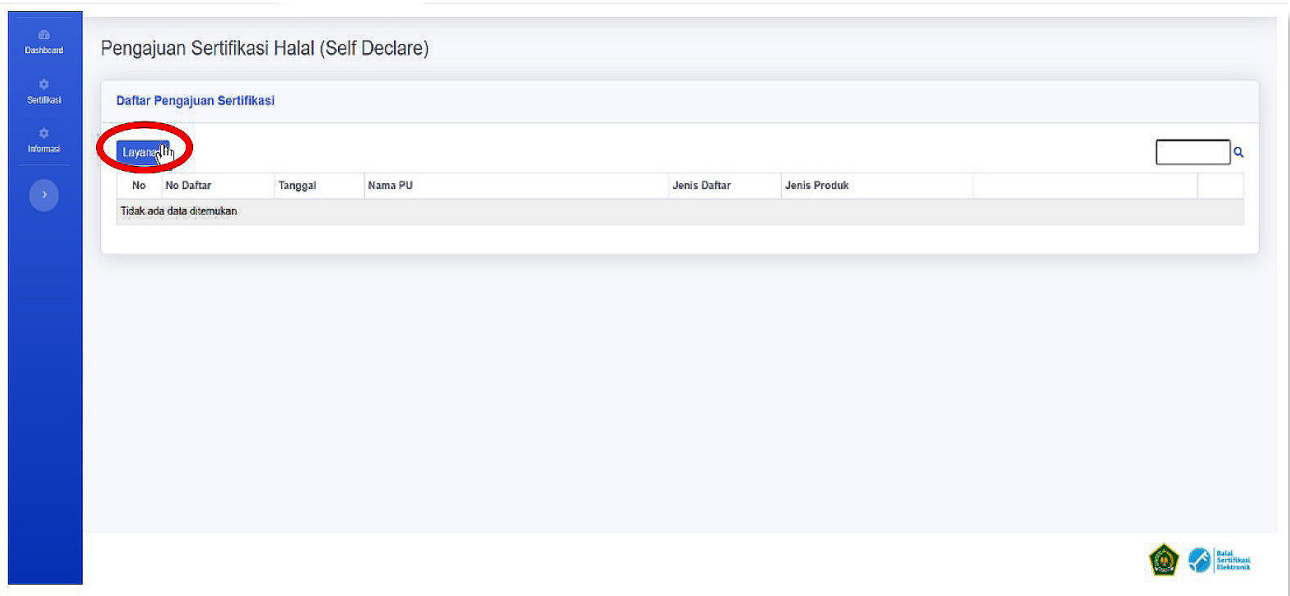 Dashboard
Sertifikasi
Informasi
Pengajuan Sertifikasi Halal (Self Declare)
Daftar Pengajuan Sertifikasi
No No Daftar Tanggal Nama PU Jenis Daftar Jenis Produk
Tidak ada data ditemukan
Balai
Sertifikasi
Elektronik